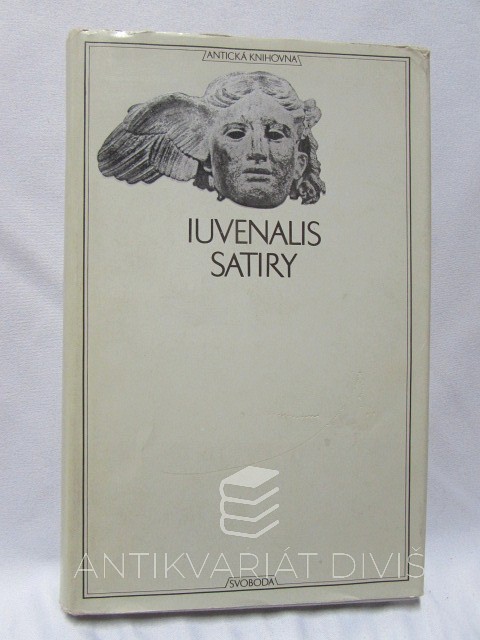 ANTICKÁ KNIHOVNA
IUVENALIS
SATIRY
ANTIKVARIÁT DIVIŠ
SVOBODA